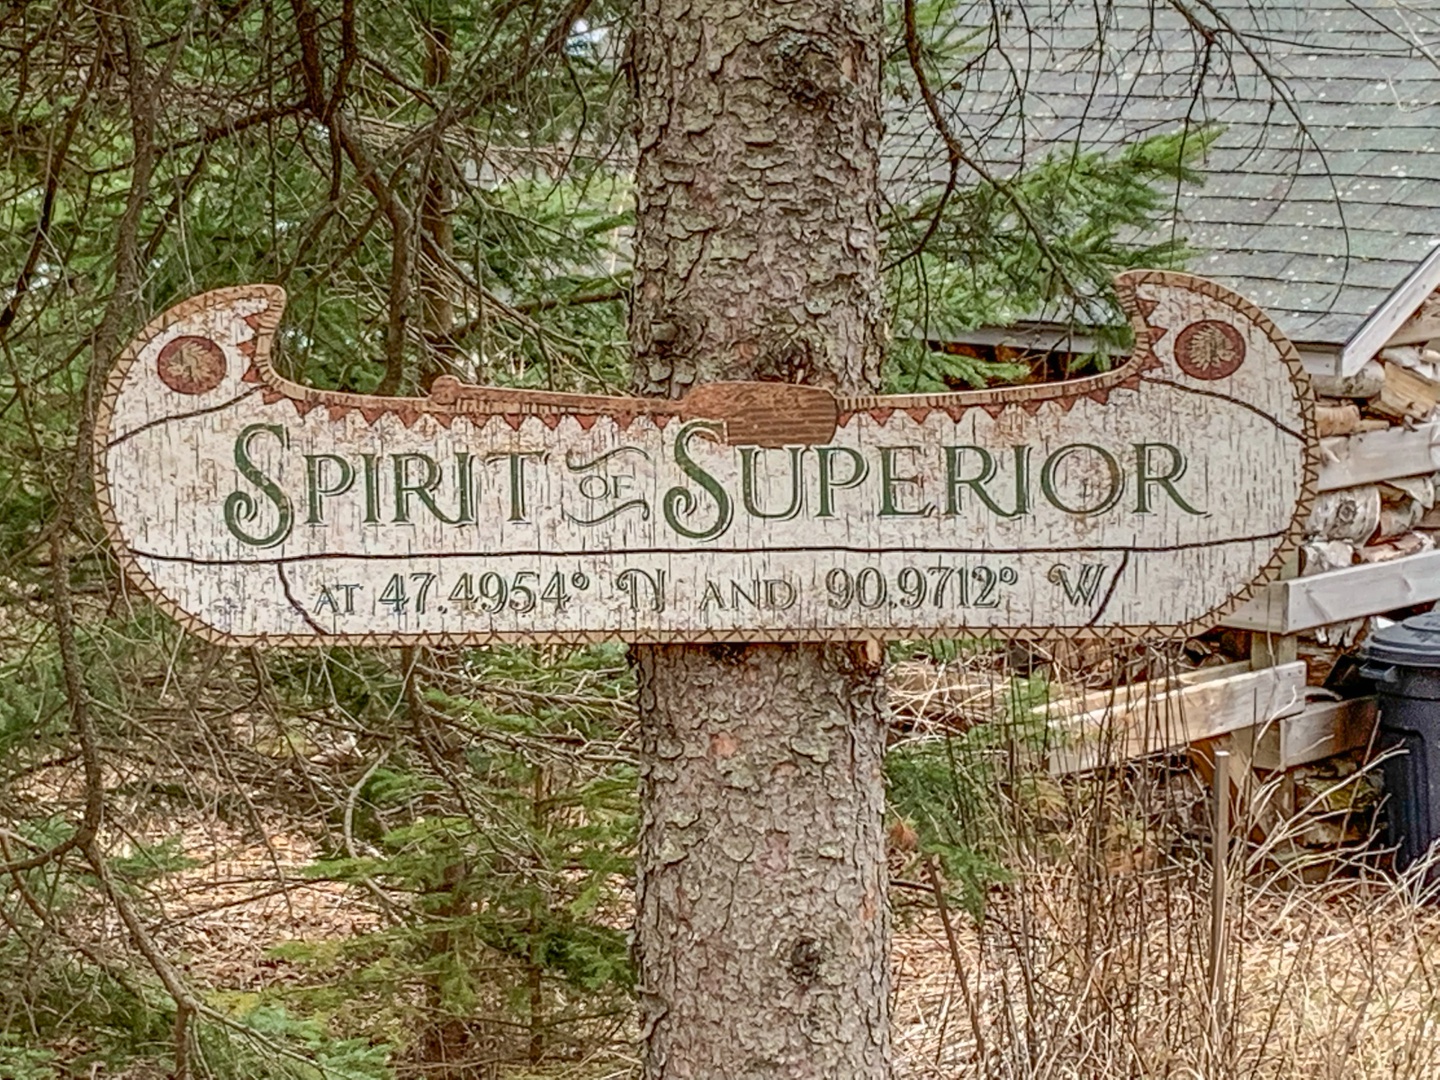 SPIRIT OF SUPERIOR
AT 47.4954° N AND 90.9712° W